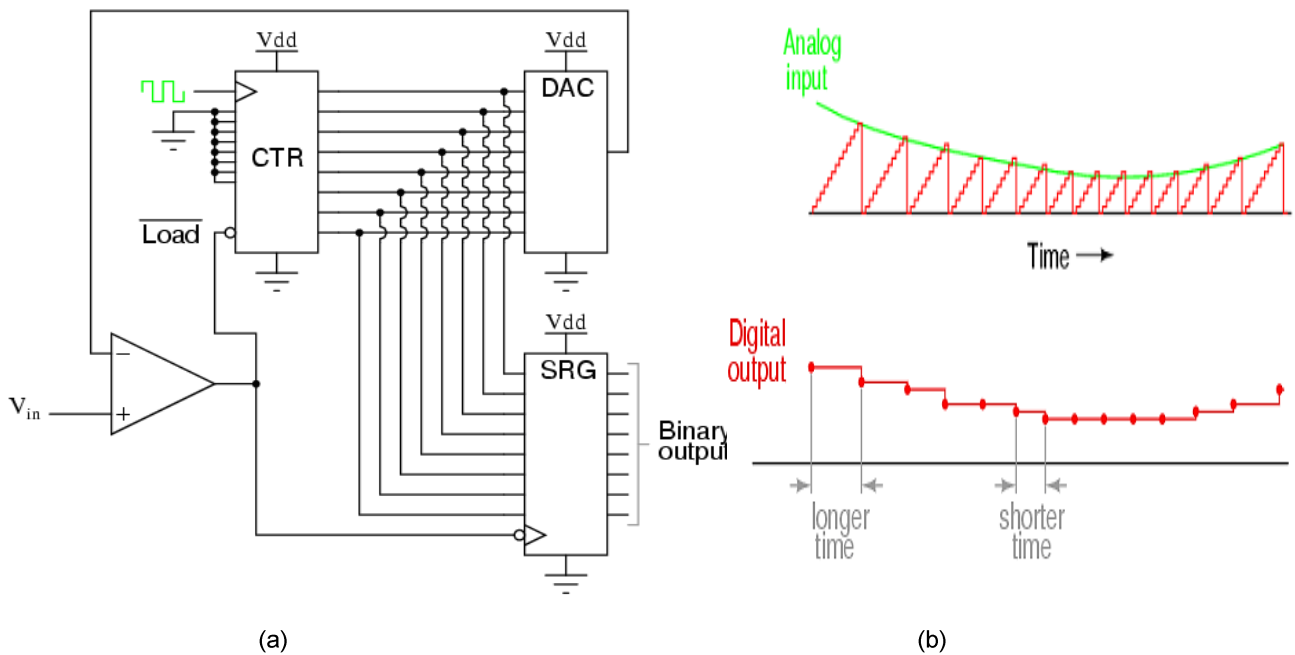 Vdd
Vdd
DAC
CTR
Load
Vdd
SRG
Vin
Binary
output
(a)
Analog
input
Time
Digital
output
longer
time
shorter
time
(b)